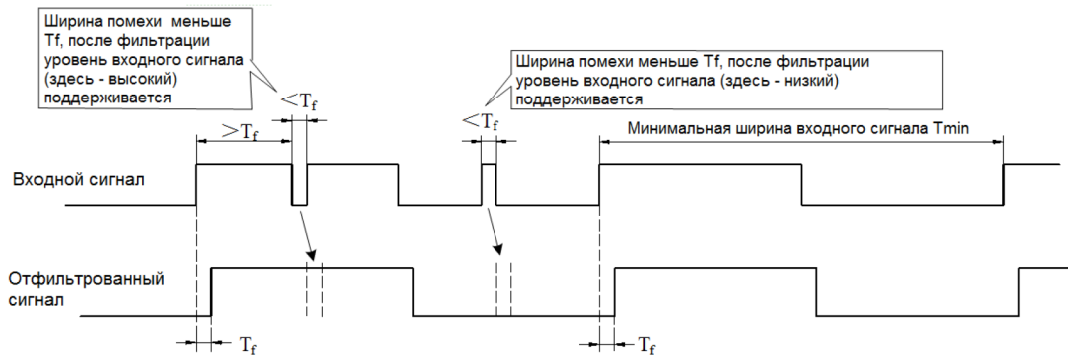 Ширина помехи меньше
Tf, после фильтрации
уровень входного сигнала
(здесь - высокий)
поддерживается
Ширина помехи меньше Tf, после фильтрации
уровень входного сигнала (здесь - низкий)
поддерживается
<Tf
>Tf
<Tf
Минимальная ширина входного сигнала Tmin
Входной сигнал
Отфильтрованный
сигнал
Tf
Tf